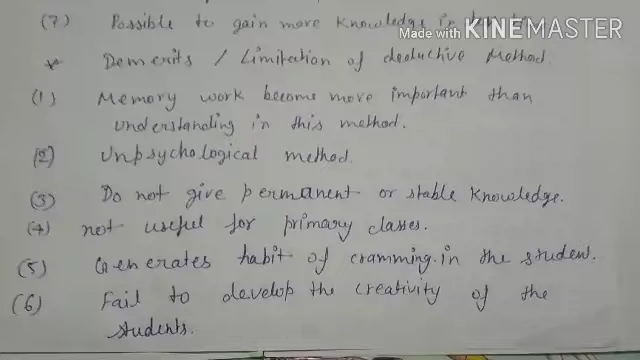 (7) Possible to gain more knowledge in
Made with KINEMASTER
* Demerits / Limitation of deductive Method.
(1) Memory work become more important than
understanding in this method.
(2) Unpsychological method.
(3) Do not give permanent or stable knowledge.
(4) not useful for primary classes.
(5) Generates habit of cramming in the student.
(6) Fail to develop the creativity of the
students.